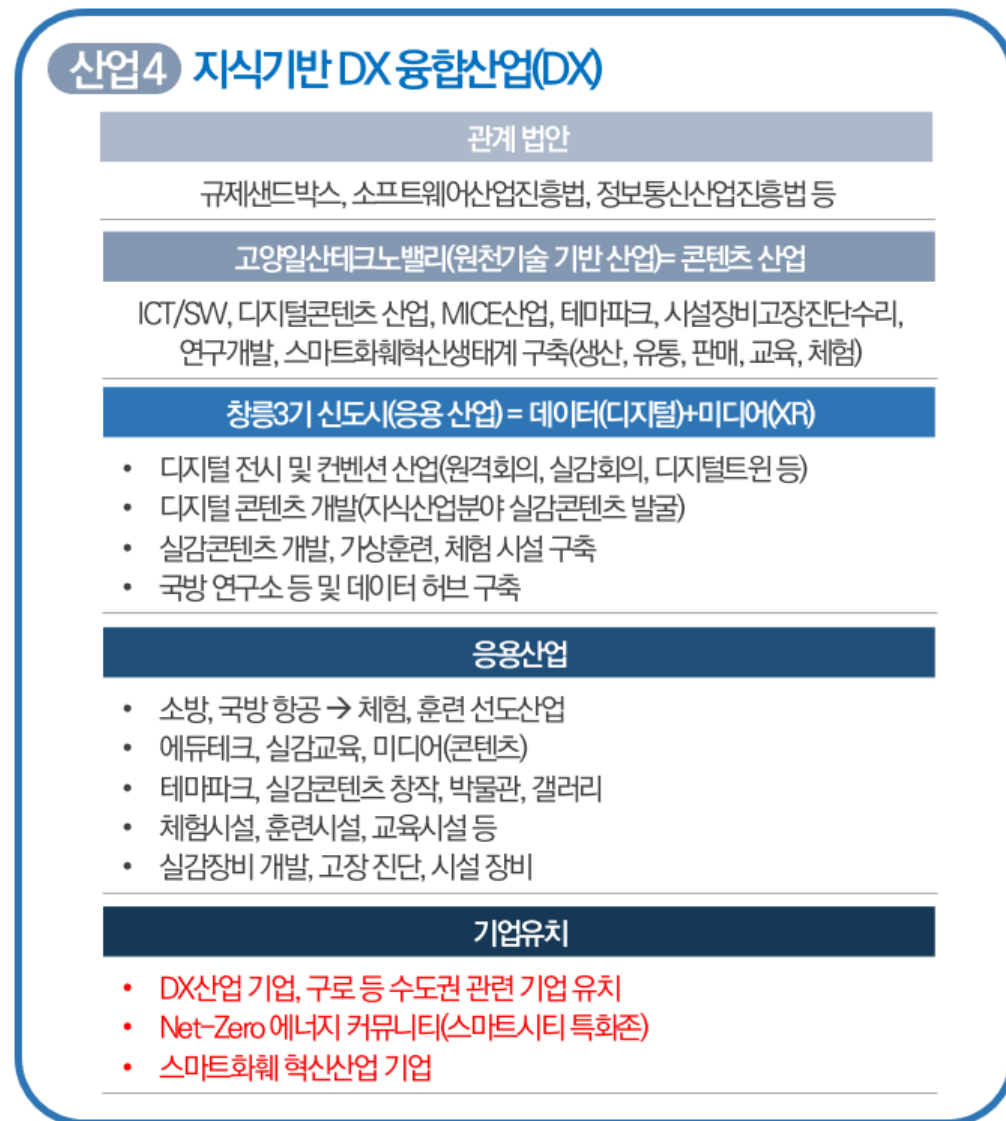 산업4 지식기반 DX 융합산업(DX)
관계 법안
규제샌드박스, 소프트웨어산업진흥법, 정보통신산업진흥법 등
고양일산테크노밸리(원천기술 기반 산업)= 콘텐츠 산업
ICT/SW, 디지털콘텐츠 산업, MICE산업, 테마파크, 시설장비고장진단수리,
연구개발, 스마트화훼혁신생태계 구축(생산, 유통, 판매, 교육, 체험)
창릉3기 신도시(응용 산업) = 데이터(디지털)+미디어(XR)
• 디지털 전시 및 컨벤션 산업(원격회의, 실감회의, 디지털트윈 등)
• 디지털 콘텐츠 개발(지식산업분야 실감콘텐츠 발굴)
• 실감콘텐츠 개발, 가상훈련, 체험 시설 구축
• 국방 연구소 등 및 데이터 허브 구축
응용산업
• 소방, 국방 항공 → 체험, 훈련 선도산업
• 에듀테크, 실감교육, 미디어(콘텐츠)
• 테마파크, 실감콘텐츠 창작, 박물관, 갤러리
• 체험시설, 훈련시설, 교육시설 등
• 실감장비 개발, 고장 진단, 시설 장비
기업유치
• DX산업 기업, 구로 등 수도권 관련 기업 유치
• Net-Zero 에너지 커뮤니티(스마트시티 특화존)
• 스마트화훼 혁신산업 기업